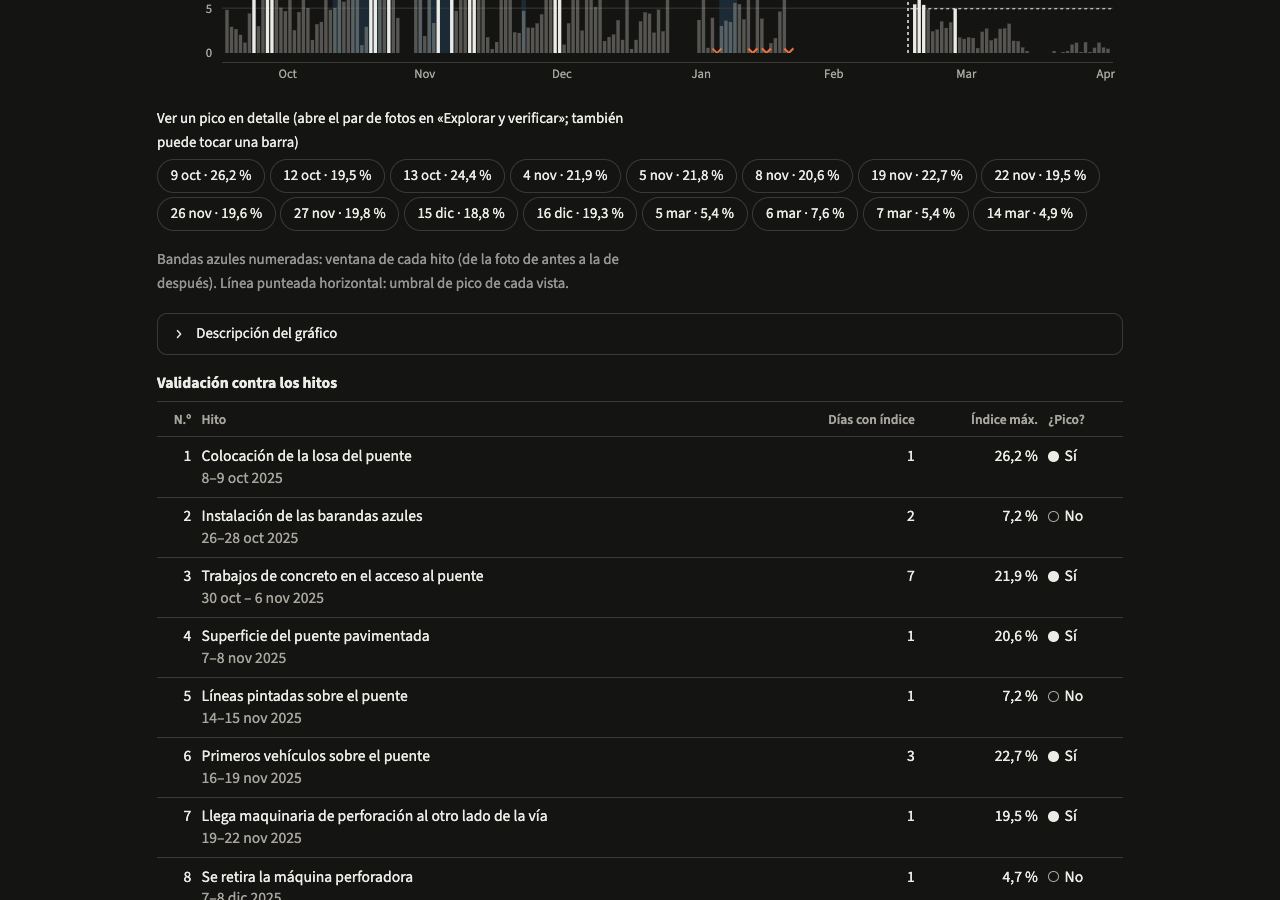 5
0
Oct Nov Dec Jan Feb Mar Apr
Ver un pico en detalle (abre el par de fotos en «Explorar y verificar»; también
puede tocar una barra)
9 oct · 26,2 % 12 oct · 19,5 % 13 oct · 24,4 % 4 nov · 21,9 % 5 nov · 21,8 % 8 nov · 20,6 % 19 nov · 22,7 % 22 nov · 19,5 %
26 nov · 19,6 % 27 nov · 19,8 % 15 dic · 18,8 % 16 dic · 19,3 % 5 mar · 5,4 % 6 mar · 7,6 % 7 mar · 5,4 % 14 mar · 4,9 %
Bandas azules numeradas: ventana de cada hito (de la foto de antes a la de
después). Línea punteada horizontal: umbral de pico de cada vista.
Descripción del gráfico
Validación contra los hitos
N.º Hito Días con índice Índice máx. ¿Pico?
1 Colocación de la losa del puente 1 26,2 % Sí
8–9 oct 2025
2 Instalación de las barandas azules 2 7,2 % No
26–28 oct 2025
3 Trabajos de concreto en el acceso al puente 7 21,9 % Sí
30 oct – 6 nov 2025
4 Superficie del puente pavimentada 1 20,6 % Sí
7–8 nov 2025
5 Líneas pintadas sobre el puente 1 7,2 % No
14–15 nov 2025
6 Primeros vehículos sobre el puente 3 22,7 % Sí
16–19 nov 2025
7 Llega maquinaria de perforación al otro lado de la vía 1 19,5 % Sí
19–22 nov 2025
8 Se retira la máquina perforadora 1 4,7 % No
7–8 dic 2025